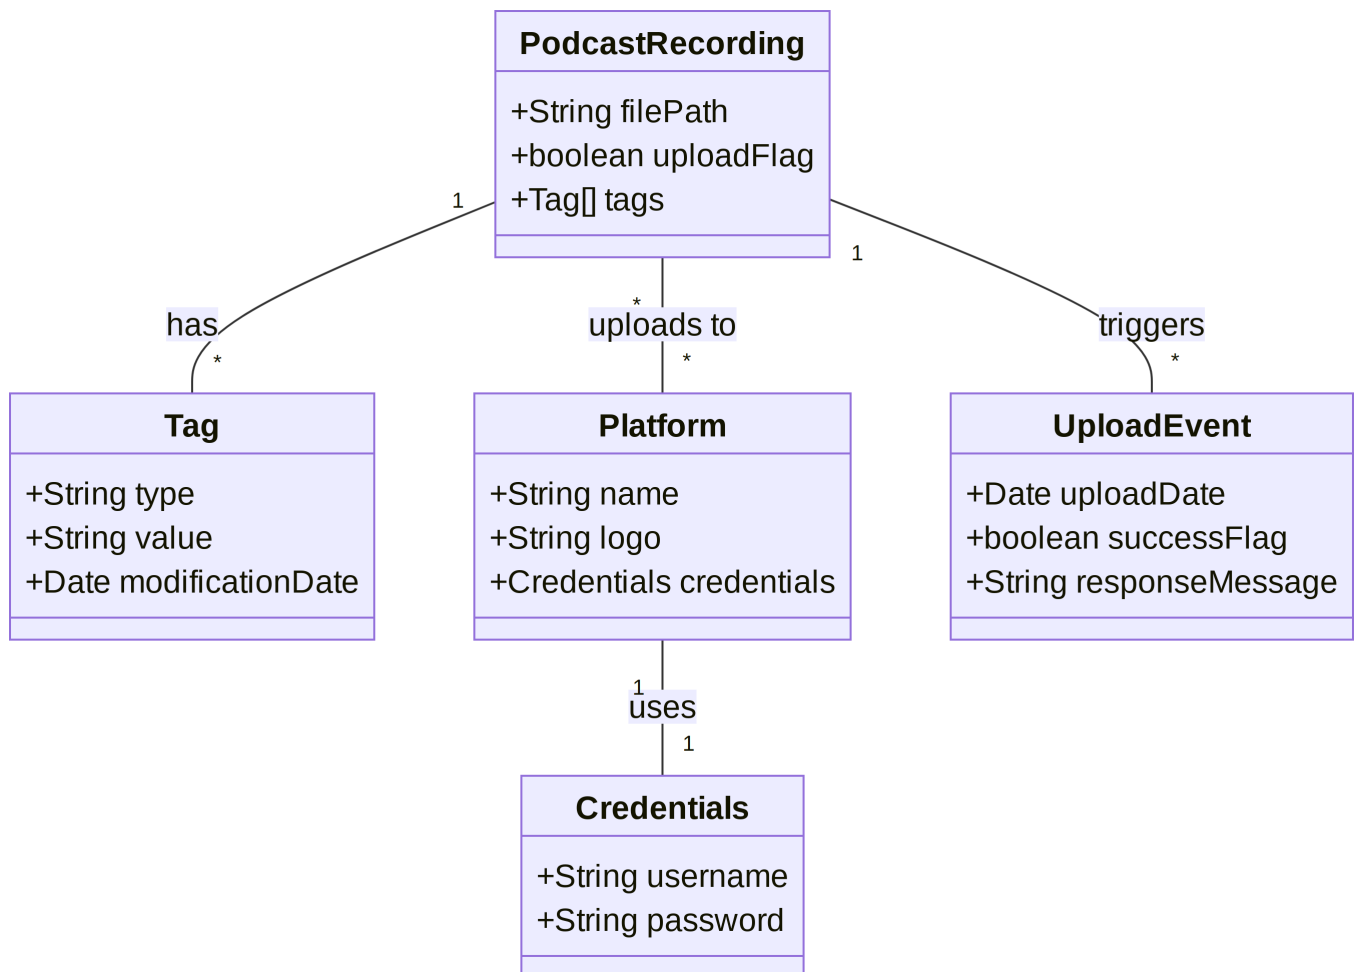 PodcastRecording
+String filePath
+boolean uploadFlag
+Tag[] tags
1
1
*
has
uploads to
triggers
*
*
*
Tag
+String type
+String value
+Date modificationDate
Platform
+String name
+String logo
+Credentials credentials
UploadEvent
+Date uploadDate
+boolean successFlag
+String responseMessage
1
uses
1
Credentials
+String username
+String password